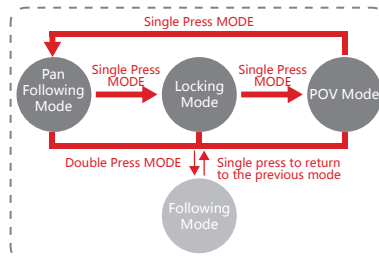 Single Press MODE
Pan
Following
Mode
Single Press
MODE
Locking
Mode
Single Press
MODE
POV Mode
Double Press MODE
Single press to return
to the previous mode
Following
Mode